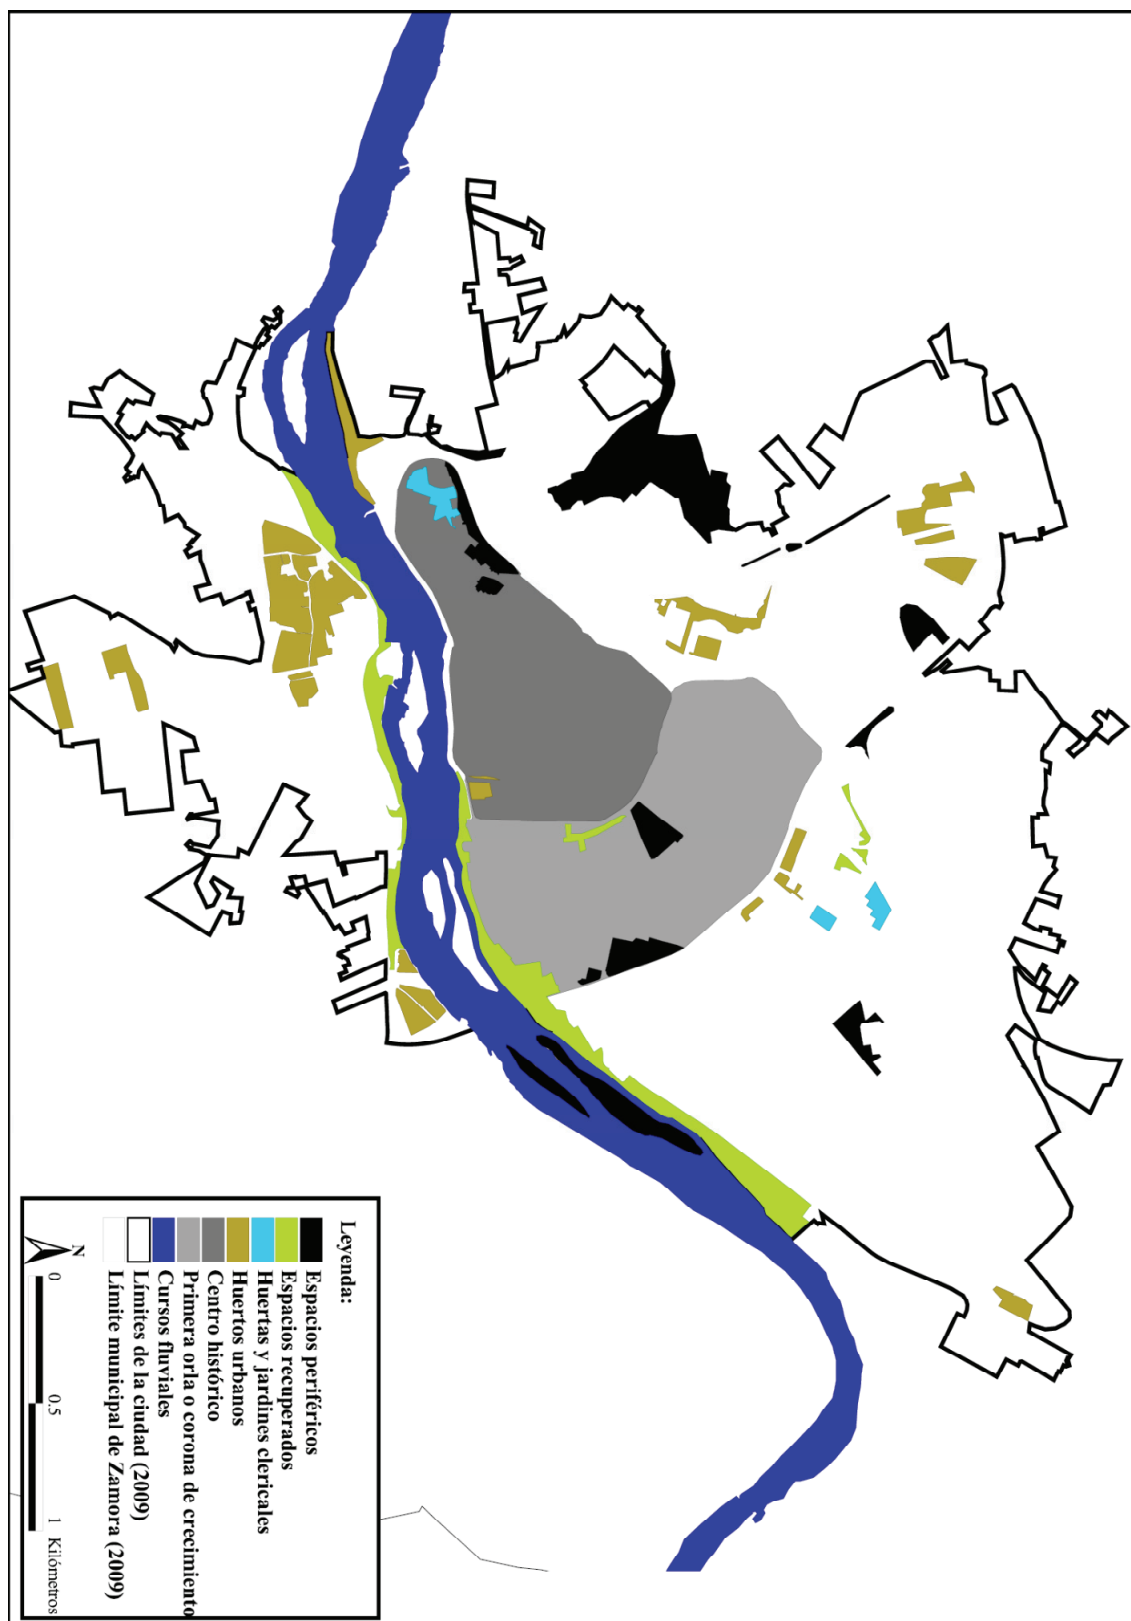 Leyenda:
Espacios periféricos
Espacios recuperados
Huertas y jardines clericales
Huertos urbanos
Centro histórico
Primera orla o corona de crecimiento
Cursos fluviales
Límites de la ciudad (2009)
Límite municipal de Zamora (2009)
N
0 0.5 1 Kilómetros